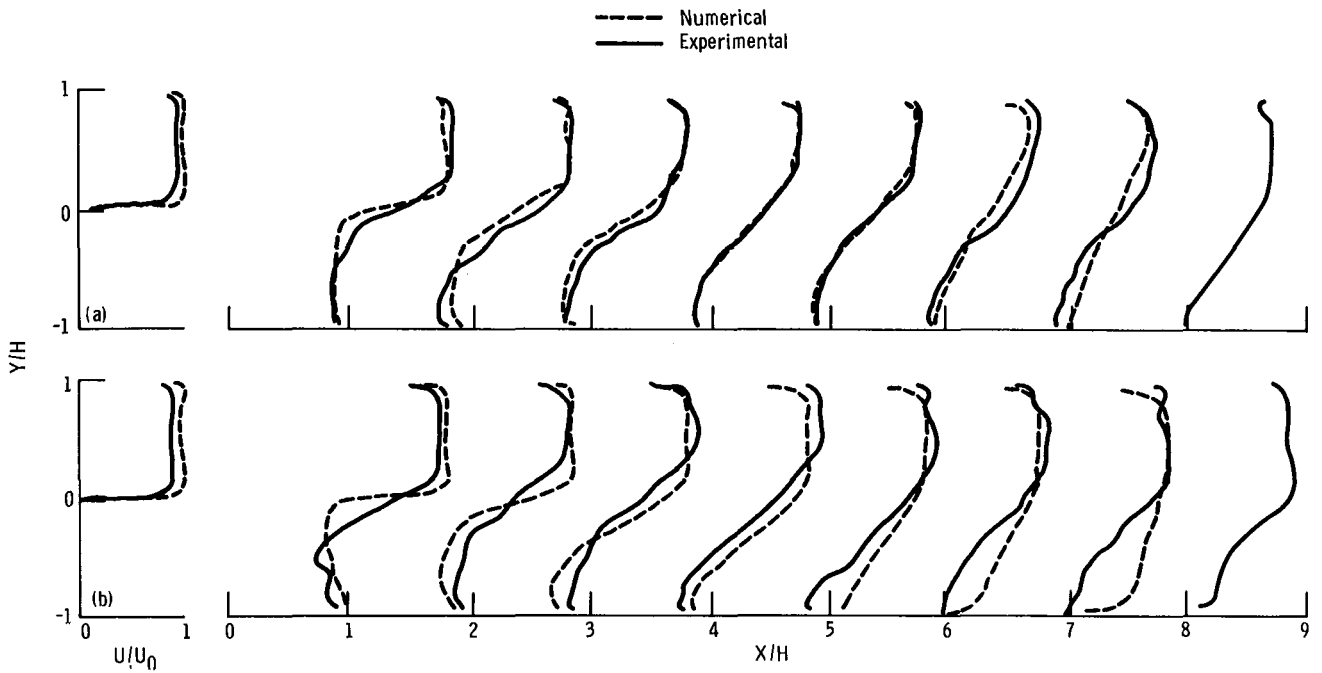 Numerical
Experimental
1
0
-1
(a)
Y/H
1
0
-1
(b)
0 1
0 1 2 3 4 5 6 7 8 9
U/U0
X/H